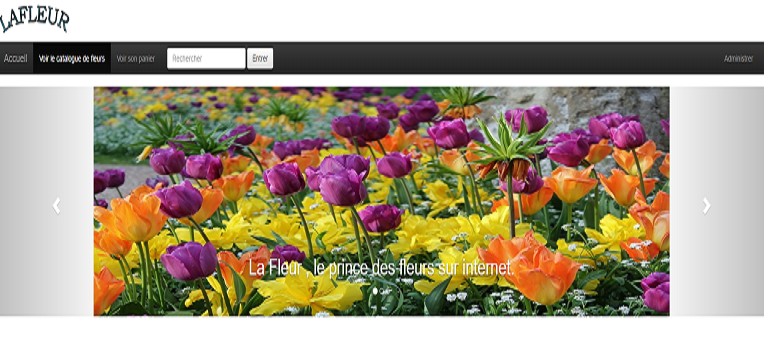 LAFLEUR
Accueil Voir le catalogue de fleurs Voir son panier Rechercher Entrer Administrer
La Fleur , le prince des fleurs sur internet.